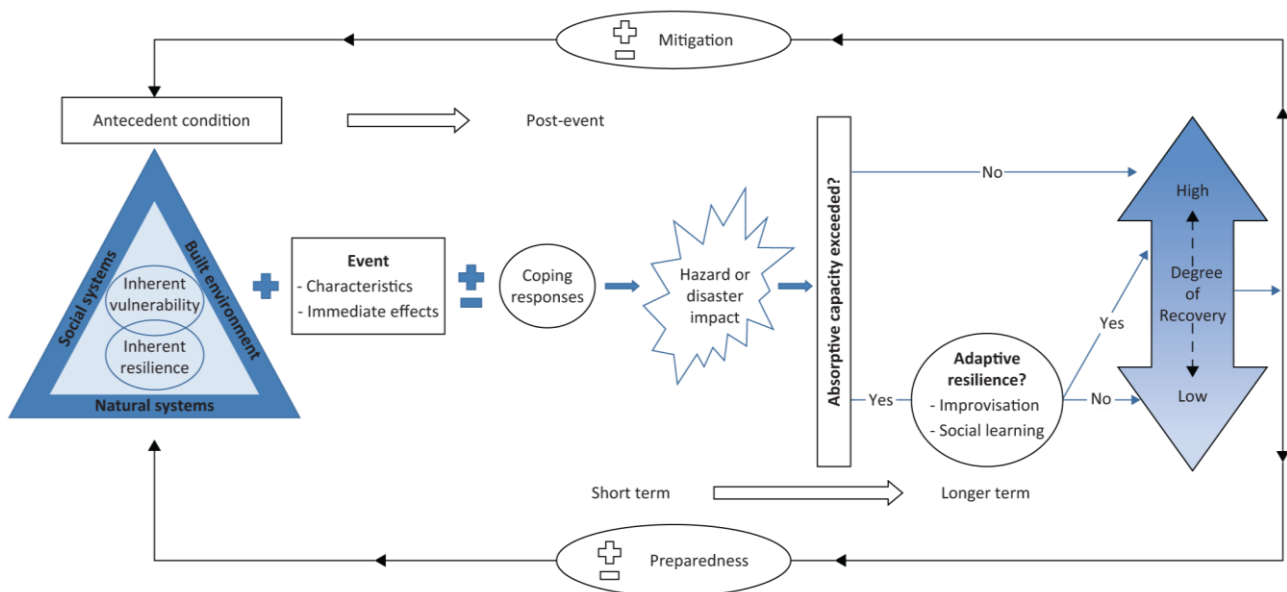 Mitigation
Antecedent condition
Post-event
Social systems
Built environment
Natural systems
Inherent
vulnerability
Inherent
resilience
Event
- Characteristics
- Immediate effects
Coping
responses
Hazard or
disaster
impact
Absorptive capacity exceeded?
No
Yes
Adaptive
resilience?
- Improvisation
- Social learning
Yes
No
High
Degree
of
Recovery
Low
Short term
Longer term
Preparedness